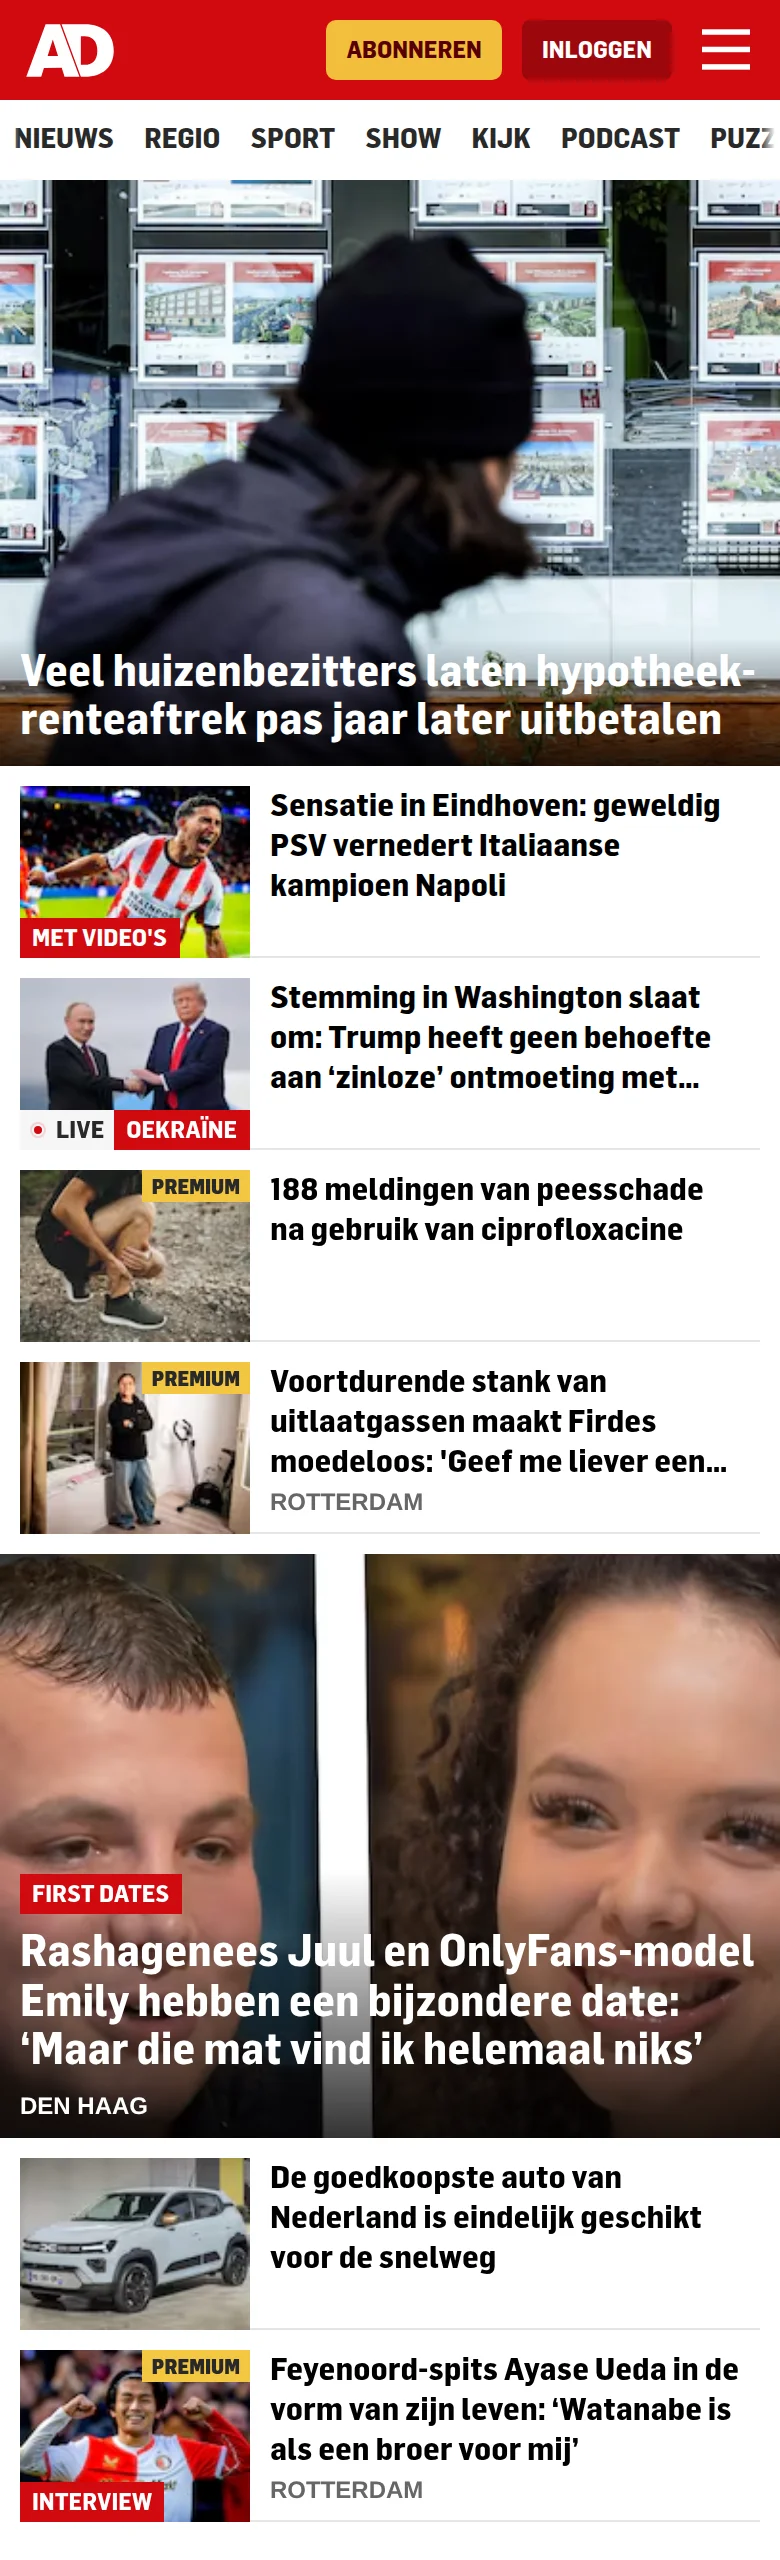 AD
ABONNEREN
INLOGGEN
NIEUWS REGIO SPORT SHOW KIJK PODCAST PUZZ
Veel huizenbezitters laten hypotheek-
renteaftrek pas jaar later uitbetalen
Sensatie in Eindhoven: geweldig
PSV vernedert Italiaanse
kampioen Napoli
MET VIDEO'S
Stemming in Washington slaat
om: Trump heeft geen behoefte
aan ‘zinloze’ ontmoeting met...
LIVE OEKRAÏNE
PREMIUM
188 meldingen van peesschade
na gebruik van ciprofloxacine
PREMIUM
Voortdurende stank van
uitlaatgassen maakt Firdes
moedeloos: 'Geef me liever een...
ROTTERDAM
FIRST DATES
Rashagenees Juul en OnlyFans-model
Emily hebben een bijzondere date:
‘Maar die mat vind ik helemaal niks’
DEN HAAG
De goedkoopste auto van
Nederland is eindelijk geschikt
voor de snelweg
PREMIUM
Feyenoord-spits Ayase Ueda in de
vorm van zijn leven: ‘Watanabe is
als een broer voor mij’
ROTTERDAM
INTERVIEW